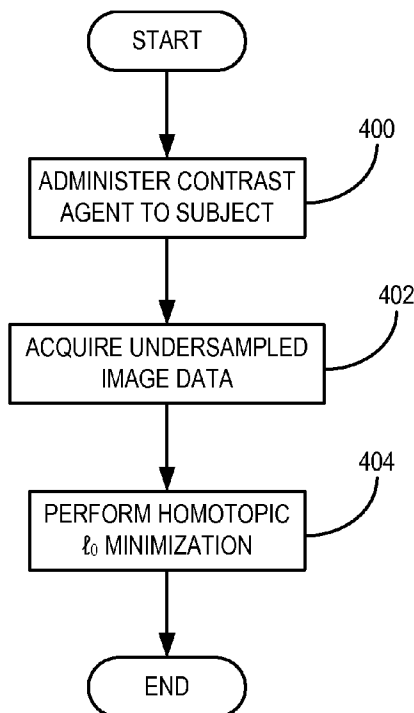 START
400
ADMINISTER CONTRAST
AGENT TO SUBJECT
402
ACQUIRE UNDERSAMPLED
IMAGE DATA
404
PERFORM HOMOTOPIC
ℓ₀ MINIMIZATION
END